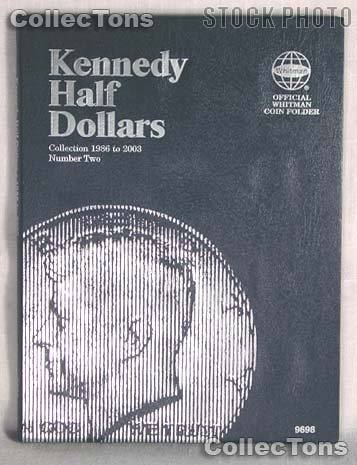 CollecTons
STOCK PHOTO
Kennedy
Half
Dollars
Collection 1986 to 2003
Number Two
Whitman
®
OFFICIAL
WHITMAN
COIN FOLDER
9698
CollecTons